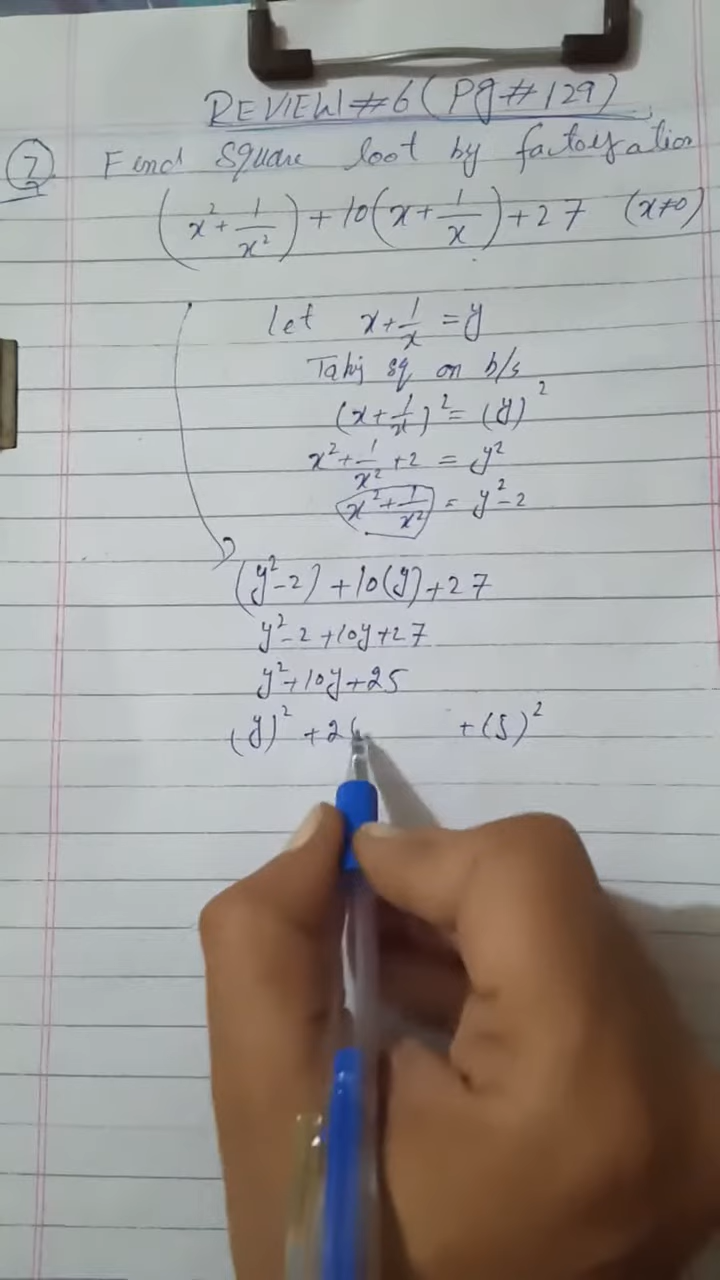 REVIEW#6 (Pg#129)
7 Find square loot by factorization
(x²+1/x²)+10(x+1/x)+27 (x≠0)
let x+1/x=y
Takij sq on b/s
(x+1/x)²=(y)²
x²+1/x²+2=y²
x²+1/x²=y²-2
(y²-2)+10(y)+27
y²-2+10y+27
y²+10y+25
(y)²+2( +(5)²